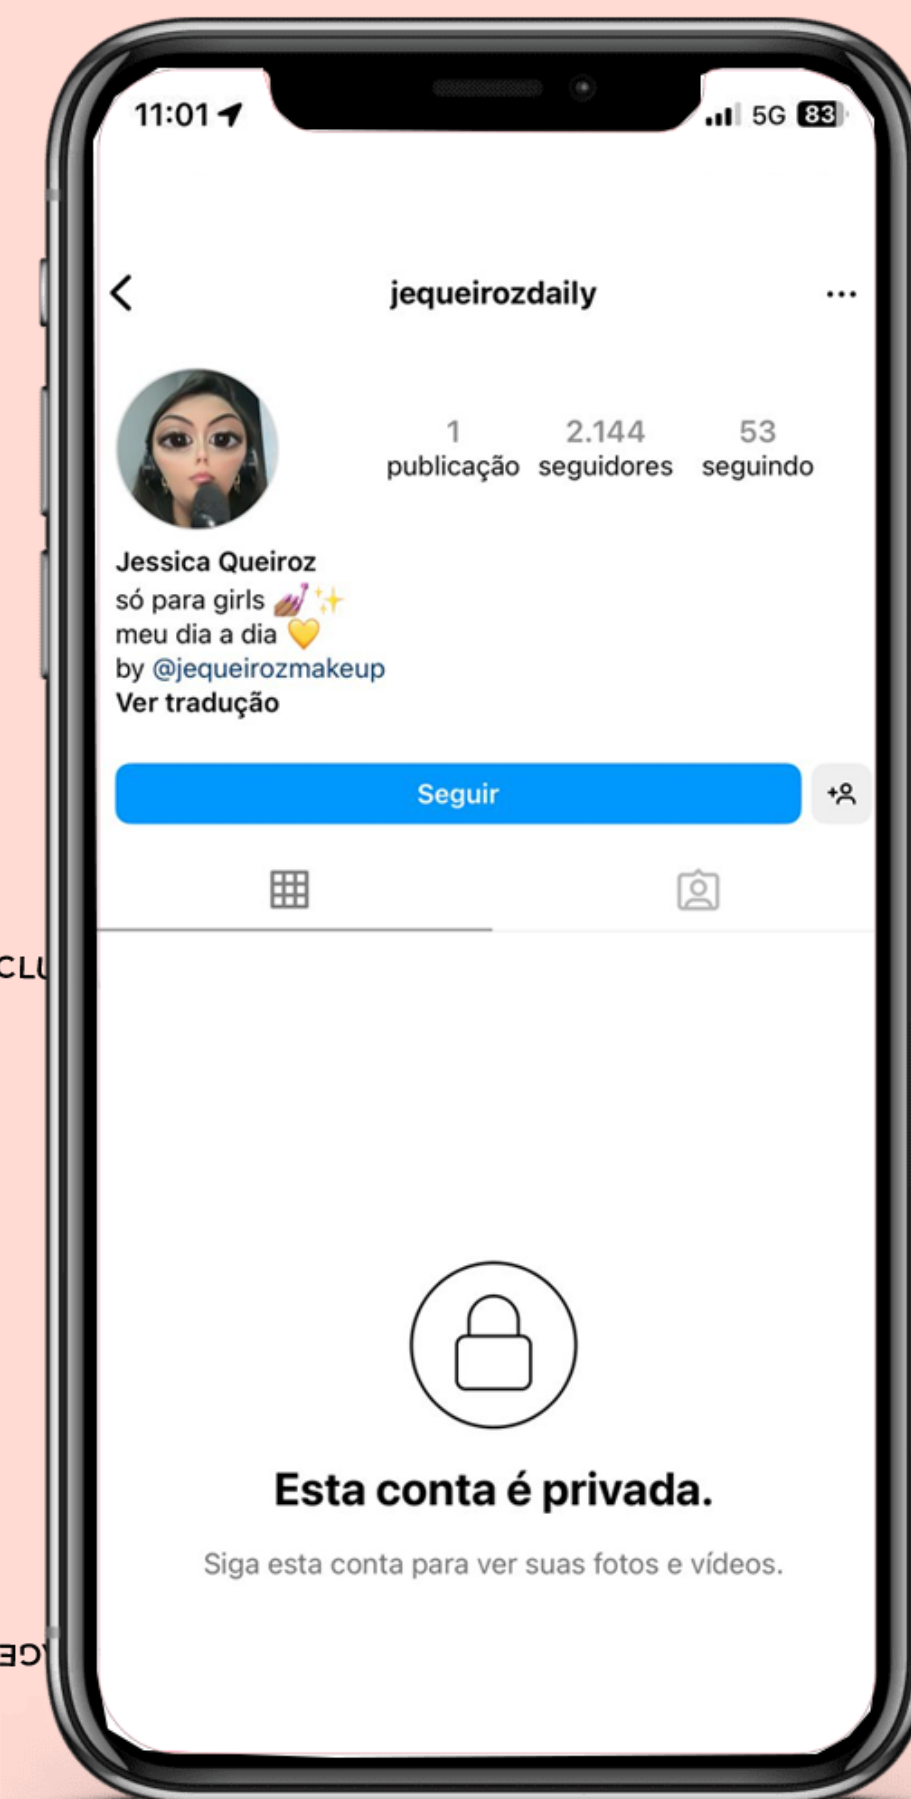 11:01
5G 83
jequeirozdaily
1 2.144 53
publicação seguidores seguindo
Jessica Queiroz
só para girls 💅🏽✨
meu dia a dia 💛
by @jequeirozmakeup
Ver tradução
Seguir
CLU
Esta conta é privada.
Siga esta conta para ver suas fotos e vídeos.